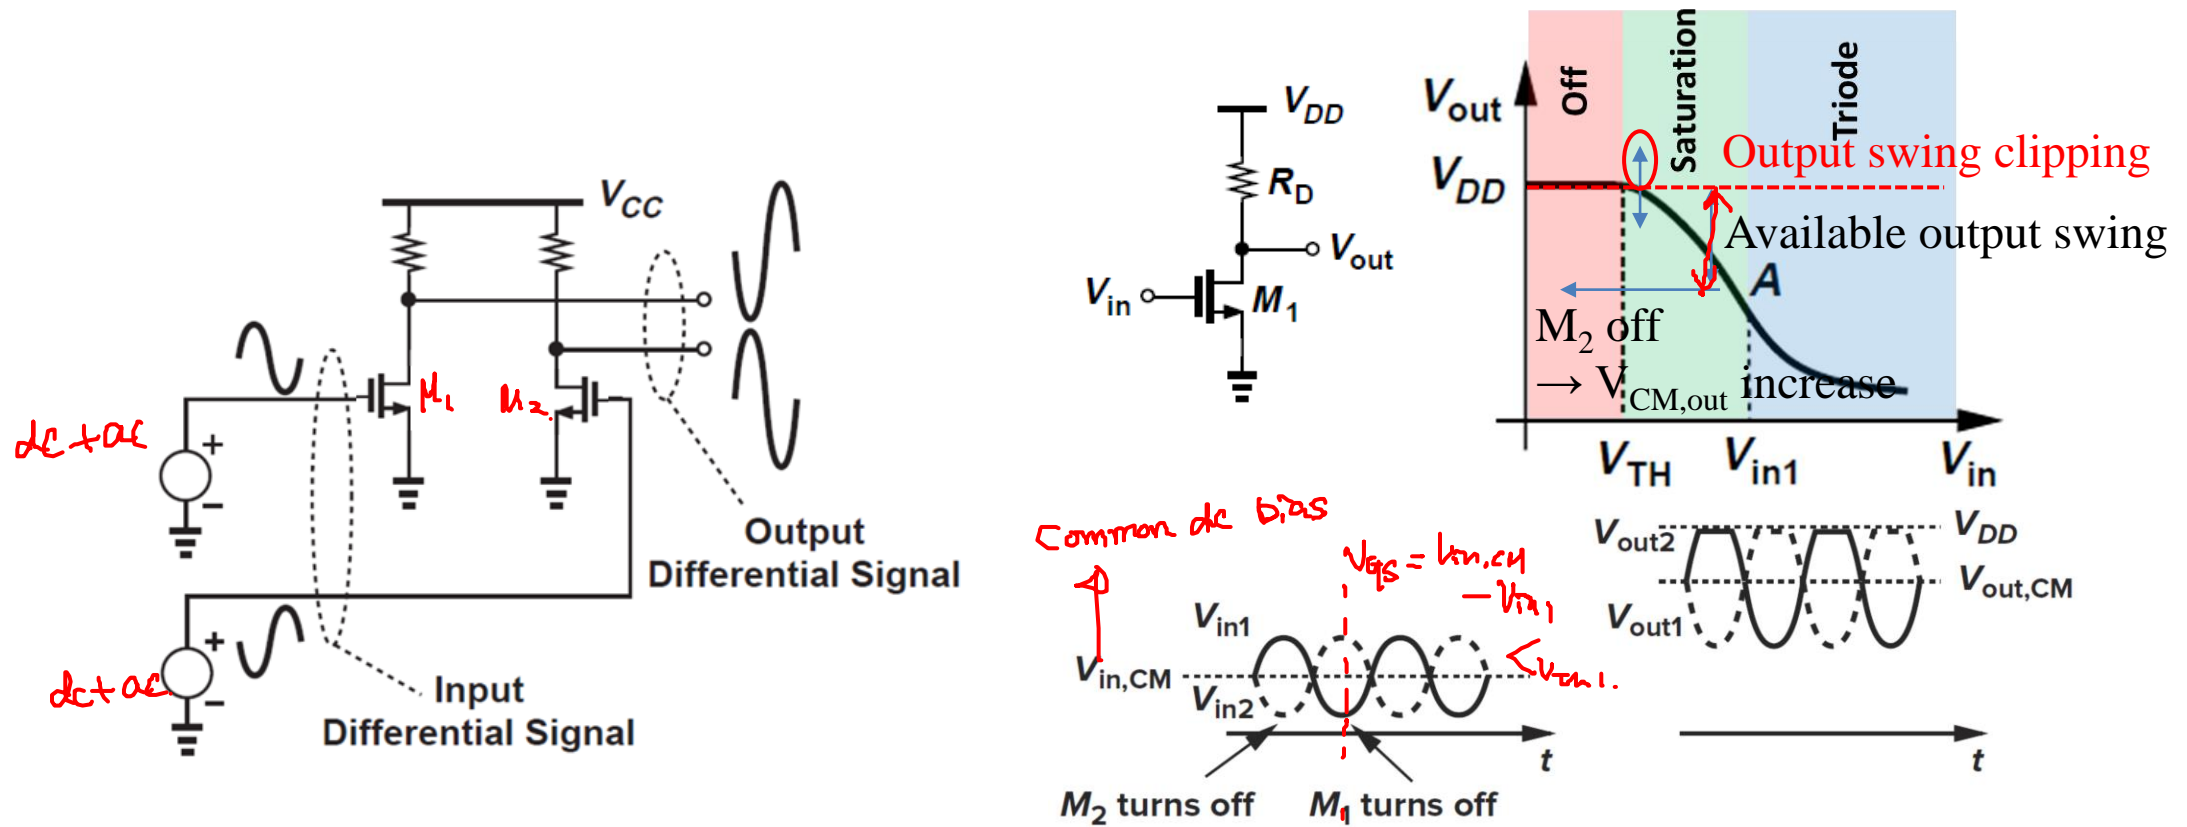 V_CC
M1
M2
dc + ac
+
−
dc + ac
+
−
Output
Differential Signal
Input
Differential Signal
V_DD
R_D
V_out
V_in
M_1
Off
Saturation
Triode
V_out
V_DD
Output swing clipping
Available output swing
A
M_2 off
→ V_CM,out increase
V_TH
V_in1
V_in
Common dc bias
V_GS = V_in,CM
− V_in1
< V_TH1.
V_in1
V_in,CM
V_in2
t
M_2 turns off
M_1 turns off
V_out2
V_DD
V_out,CM
V_out1
t